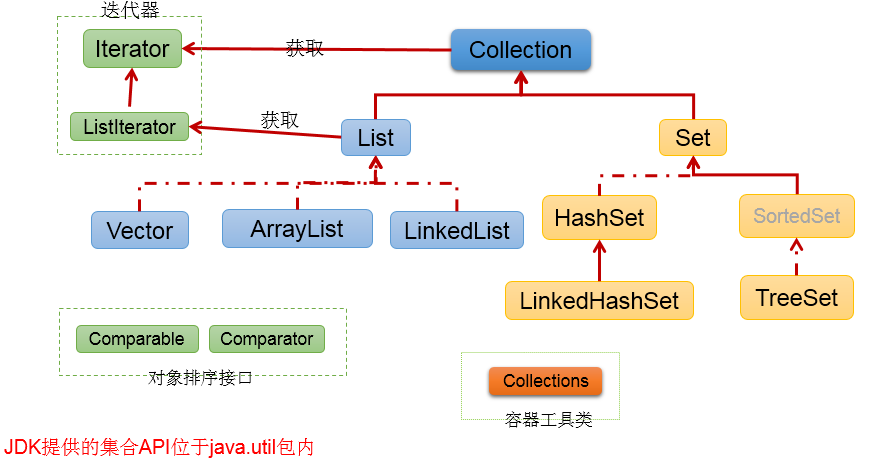 迭代器
Iterator
获取
Collection
ListIterator
获取
List
Set
Vector
ArrayList
LinkedList
HashSet
SortedSet
LinkedHashSet
TreeSet
Comparable
Comparator
对象排序接口
Collections
容器工具类
JDK提供的集合API位于java.util包内